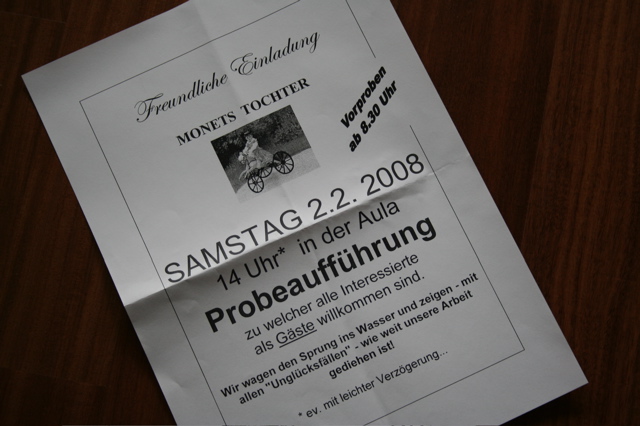 Freundliche Einladung
MONETS TOCHTER
Vorproben
ab 8.30 Uhr
SAMSTAG 2.2. 2008
14 Uhr* in der Aula
Probeaufführung
zu welcher alle Interessierte
als Gäste willkommen sind.
Wir wagen den Sprung ins Wasser und zeigen - mit
allen "Unglücksfällen" - wie weit unsere Arbeit
gediehen ist!
* ev. mit leichter Verzögerung...